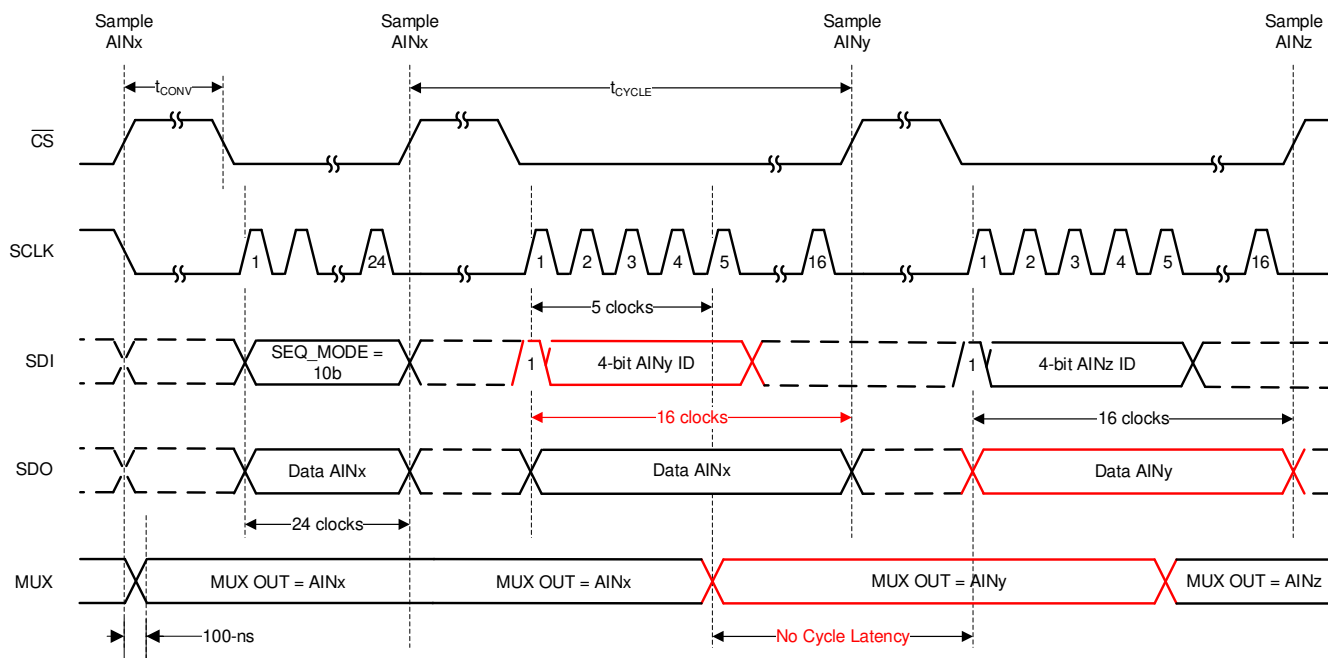 Sample
AINx
Sample
AINx
Sample
AINy
Sample
AINz
tCONV
tCYCLE
CS
SCLK
1
24
1
2
3
4
5
16
1
2
3
4
5
16
5 clocks
SDI
SEQ_MODE =
10b
1
4-bit AINy ID
1
4-bit AINz ID
16 clocks
16 clocks
SDO
Data AINx
Data AINx
Data AINy
24 clocks
MUX
MUX OUT = AINx
MUX OUT = AINx
MUX OUT = AINy
MUX OUT = AINz
100-ns
No Cycle Latency